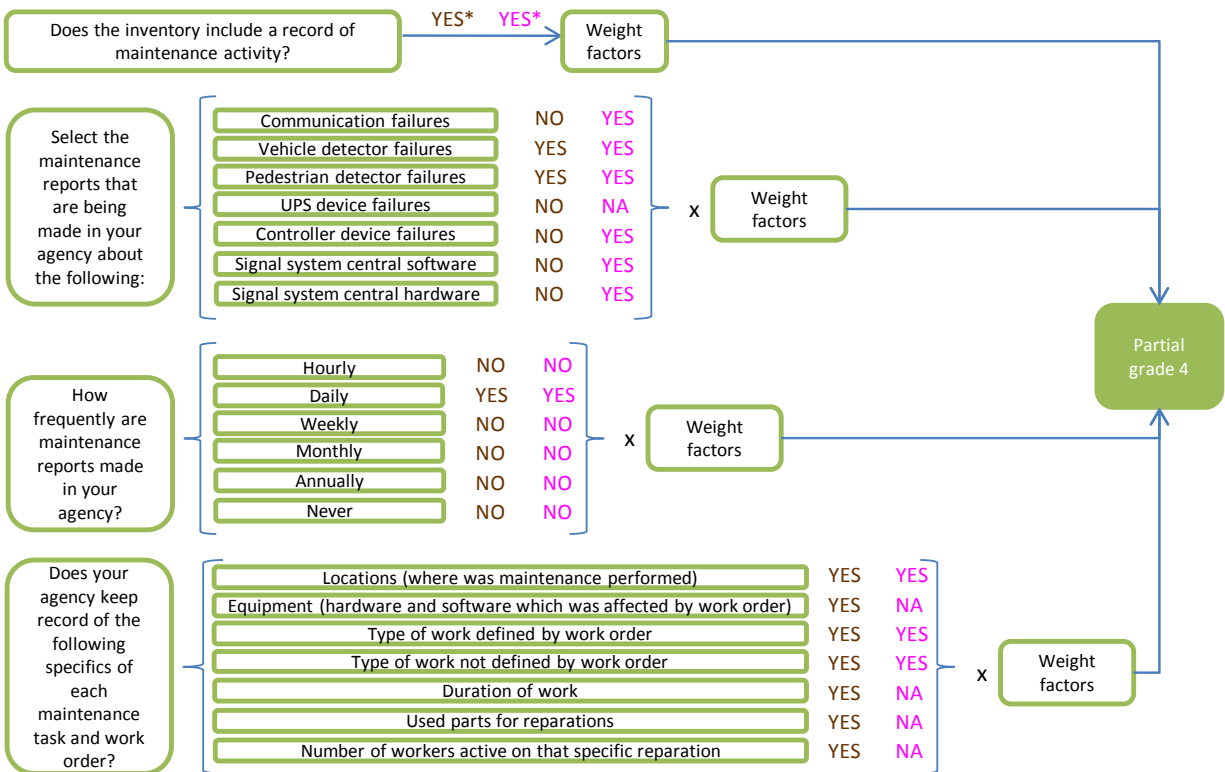 Does the inventory include a record of
maintenance activity?
YES* YES*
Weight
factors
Select the
maintenance
reports that
are being
made in your
agency about
the following:
Communication failures NO YES
Vehicle detector failures YES YES
Pedestrian detector failures YES YES
UPS device failures NO NA
Controller device failures NO YES
Signal system central software NO YES
Signal system central hardware NO YES
x
Weight
factors
Partial
grade 4
How
frequently are
maintenance
reports made
in your
agency?
Hourly NO NO
Daily YES YES
Weekly NO NO
Monthly NO NO
Annually NO NO
Never NO NO
x
Weight
factors
Does your
agency keep
record of the
following
specifics of
each
maintenance
task and work
order?
Locations (where was maintenance performed) YES YES
Equipment (hardware and software which was affected by work order) YES NA
Type of work defined by work order YES YES
Type of work not defined by work order YES YES
Duration of work YES NA
Used parts for reparations YES NA
Number of workers active on that specific reparation YES NA
x
Weight
factors